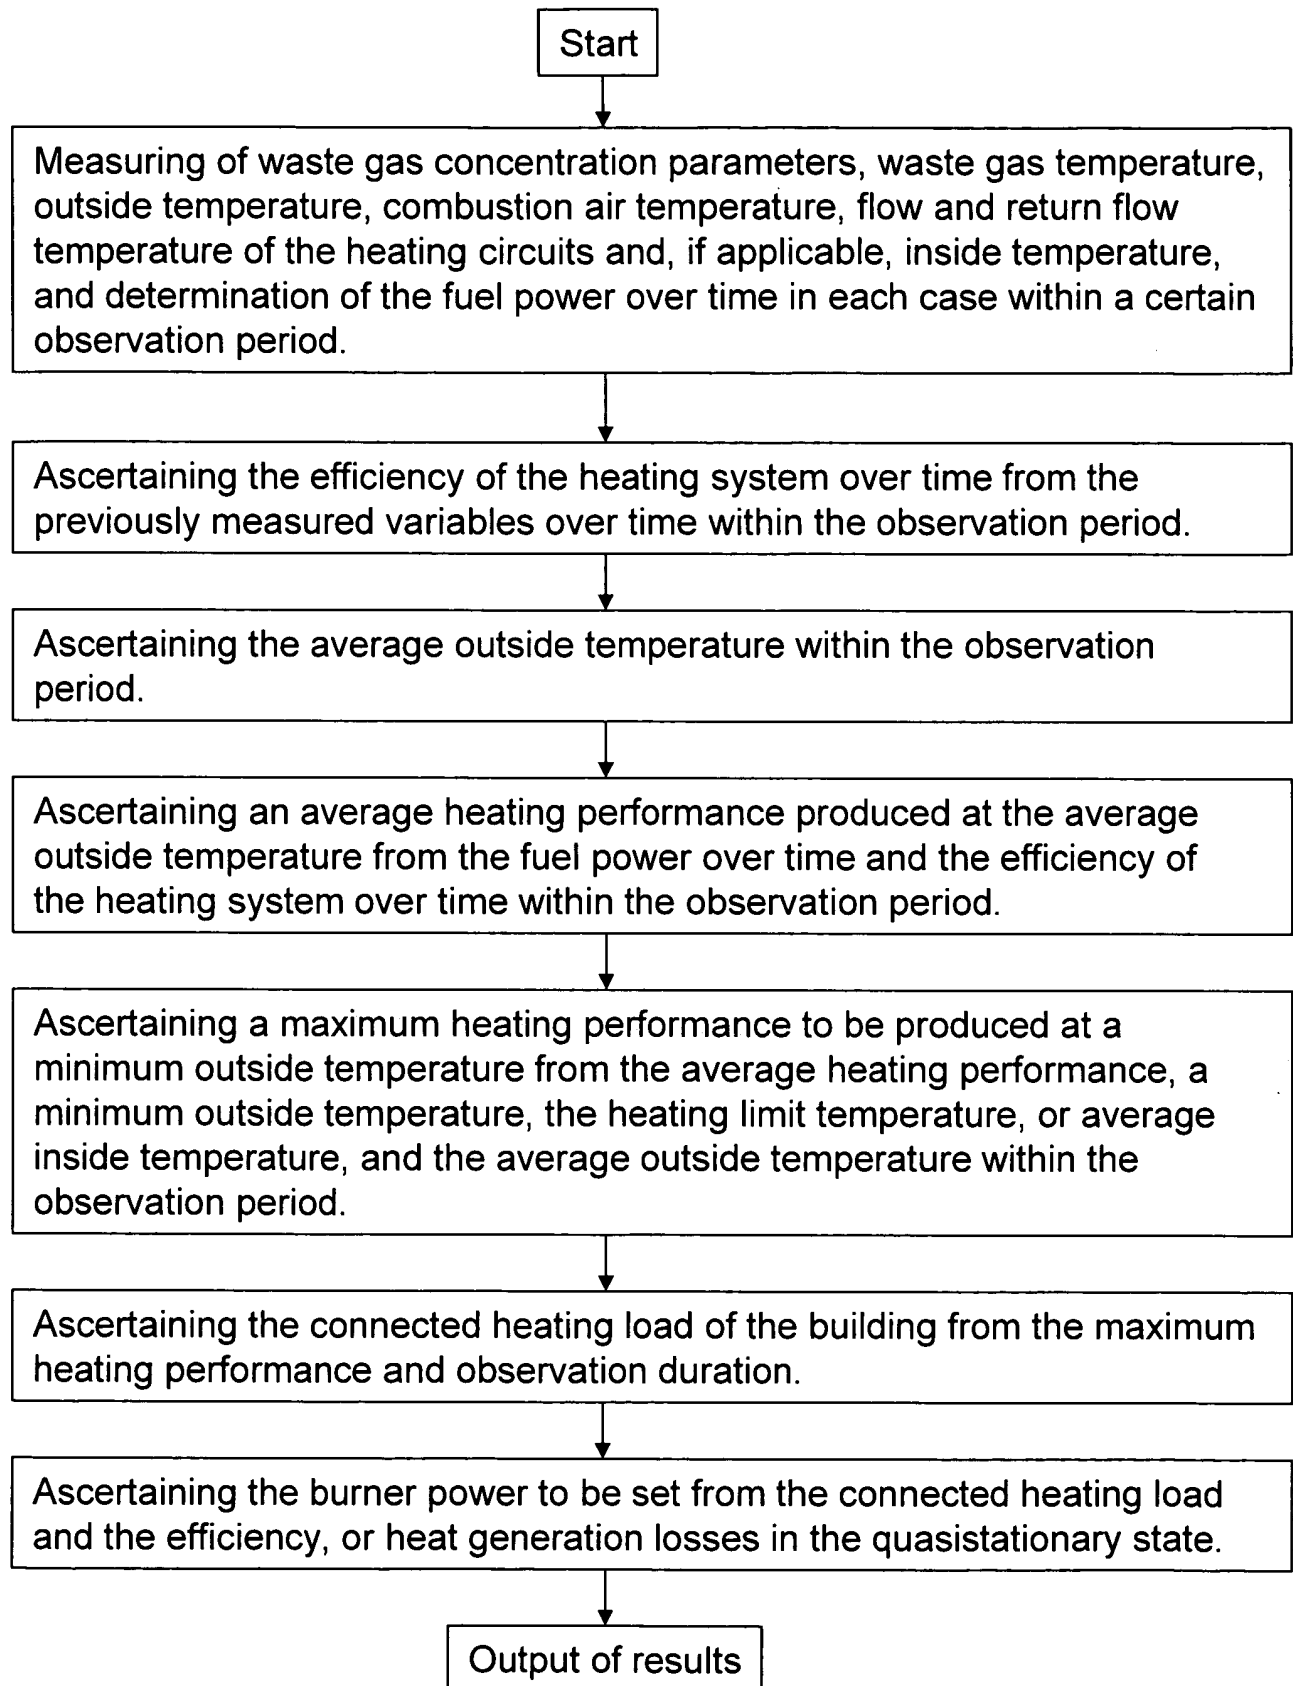 Start
Measuring of waste gas concentration parameters, waste gas temperature,
outside temperature, combustion air temperature, flow and return flow
temperature of the heating circuits and, if applicable, inside temperature,
and determination of the fuel power over time in each case within a certain
observation period.
Ascertaining the efficiency of the heating system over time from the
previously measured variables over time within the observation period.
Ascertaining the average outside temperature within the observation
period.
Ascertaining an average heating performance produced at the average
outside temperature from the fuel power over time and the efficiency of
the heating system over time within the observation period.
Ascertaining a maximum heating performance to be produced at a
minimum outside temperature from the average heating performance, a
minimum outside temperature, the heating limit temperature, or average
inside temperature, and the average outside temperature within the
observation period.
Ascertaining the connected heating load of the building from the maximum
heating performance and observation duration.
Ascertaining the burner power to be set from the connected heating load
and the efficiency, or heat generation losses in the quasistationary state.
Output of results